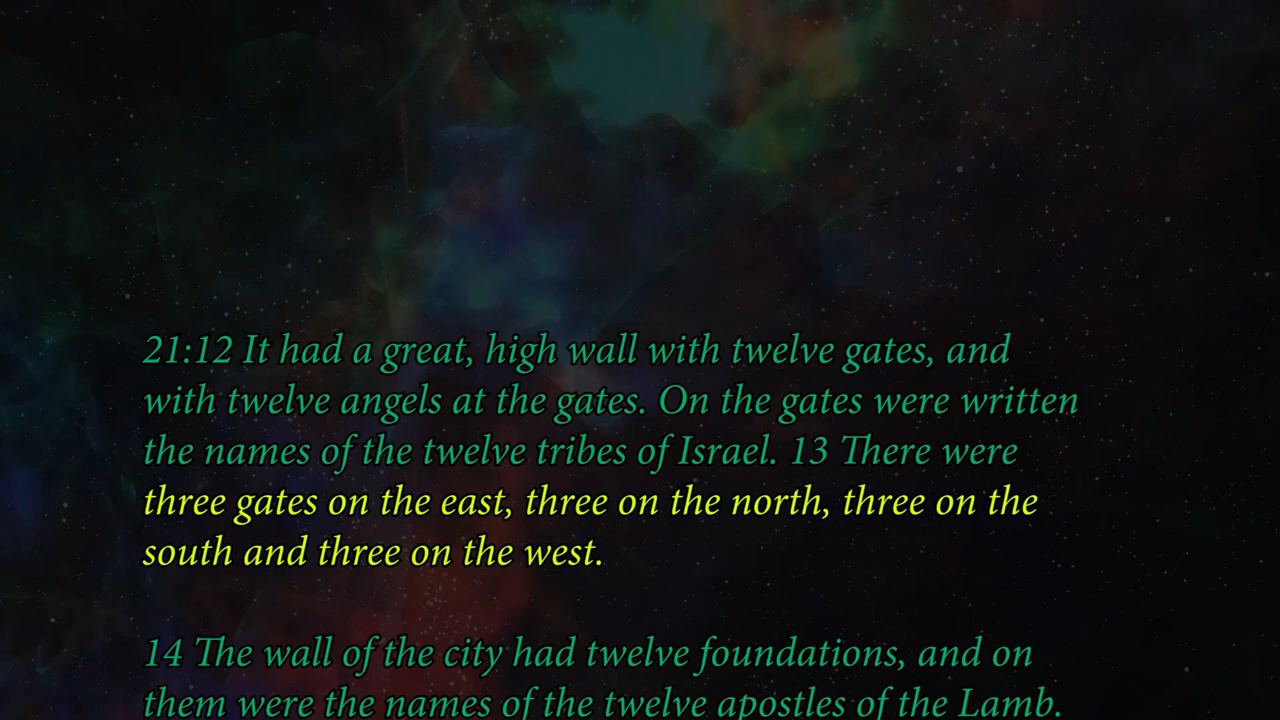 21:12 It had a great, high wall with twelve gates, and
with twelve angels at the gates. On the gates were written
the names of the twelve tribes of Israel. 13 There were
three gates on the east, three on the north, three on the
south and three on the west.
14 The wall of the city had twelve foundations, and on
them were the names of the twelve apostles of the Lamb.